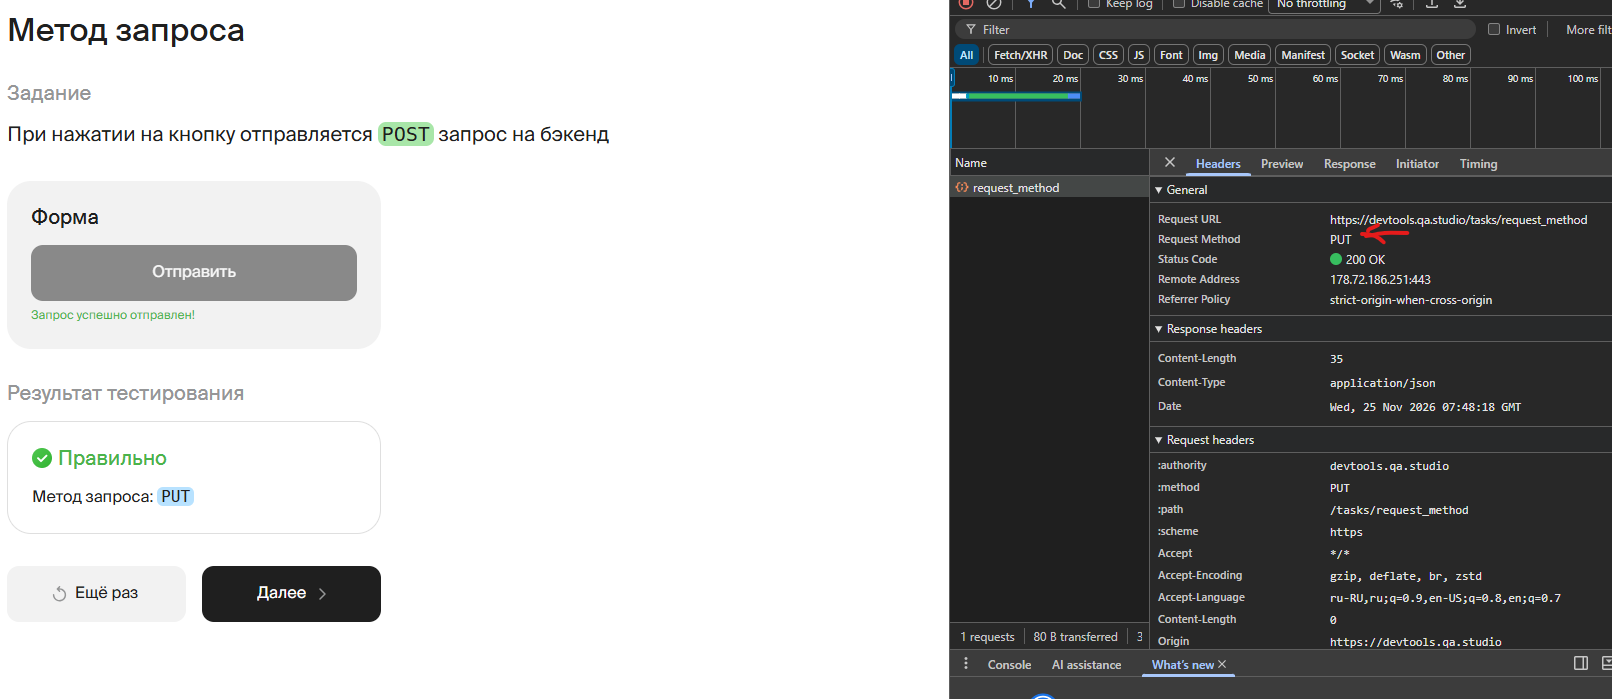 Метод запроса
Задание
При нажатии на кнопку отправляется POST запрос на бэкенд
Форма
Отправить
Запрос успешно отправлен!
Результат тестирования
Правильно
Метод запроса: PUT
Ещё раз
Далее
Keep log
Disable cache
No throttling
Filter
Invert
More filt
All
Fetch/XHR
Doc
CSS
JS
Font
Img
Media
Manifest
Socket
Wasm
Other
10 ms
20 ms
30 ms
40 ms
50 ms
60 ms
70 ms
80 ms
90 ms
100 ms
Name
request_method
Headers
Preview
Response
Initiator
Timing
General
Request URL https://devtools.qa.studio/tasks/request_method
Request Method PUT
Status Code 200 OK
Remote Address 178.72.186.251:443
Referrer Policy strict-origin-when-cross-origin
Response headers
Content-Length 35
Content-Type application/json
Date Wed, 25 Nov 2026 07:48:18 GMT
Request headers
:authority devtools.qa.studio
:method PUT
:path /tasks/request_method
:scheme https
Accept */*
Accept-Encoding gzip, deflate, br, zstd
Accept-Language ru-RU,ru;q=0.9,en-US;q=0.8,en;q=0.7
Content-Length 0
Origin https://devtools.qa.studio
1 requests
80 B transferred
3
Console
AI assistance
What's new